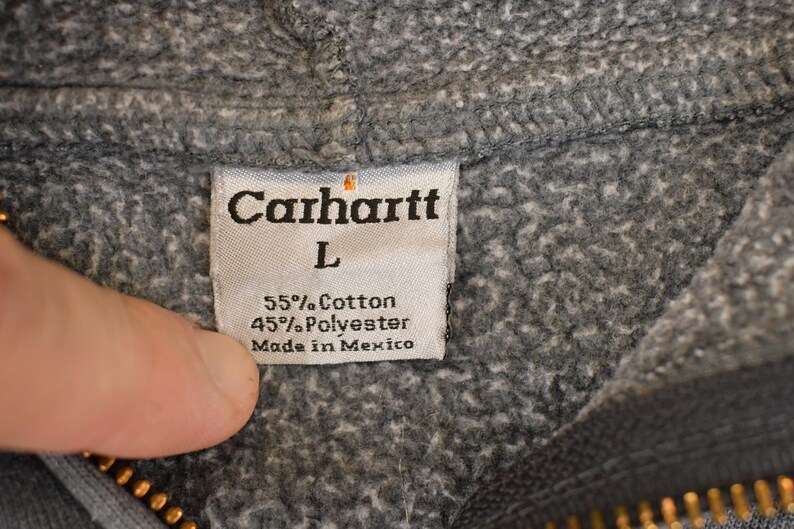 Carhartt
L
55% Cotton
45% Polyester
Made in Mexico